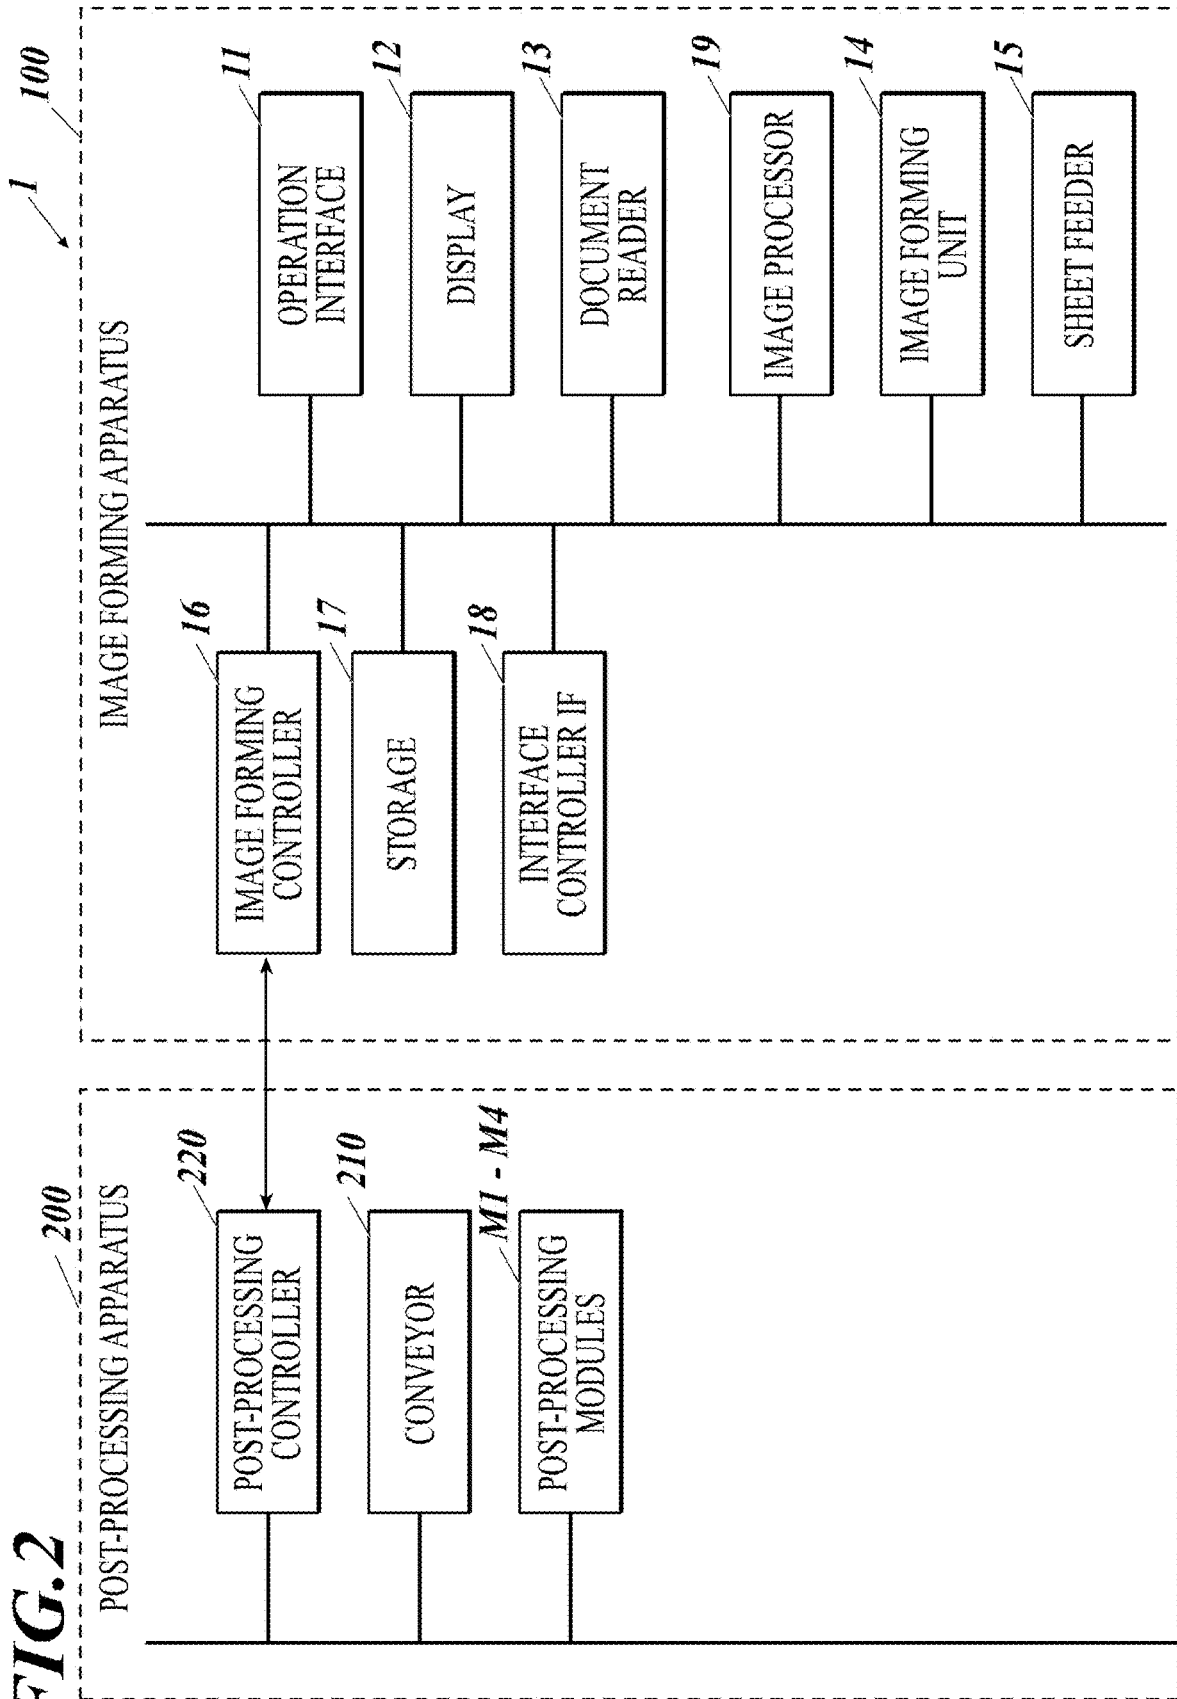 FIG.2
1
200
100
POST-PROCESSING APPARATUS
IMAGE FORMING APPARATUS
220
POST-PROCESSING
CONTROLLER
210
CONVEYOR
M1 - M4
POST-PROCESSING
MODULES
16
IMAGE FORMING
CONTROLLER
17
STORAGE
18
INTERFACE
CONTROLLER IF
11
OPERATION
INTERFACE
12
DISPLAY
13
DOCUMENT
READER
19
IMAGE PROCESSOR
14
IMAGE FORMING
UNIT
15
SHEET FEEDER